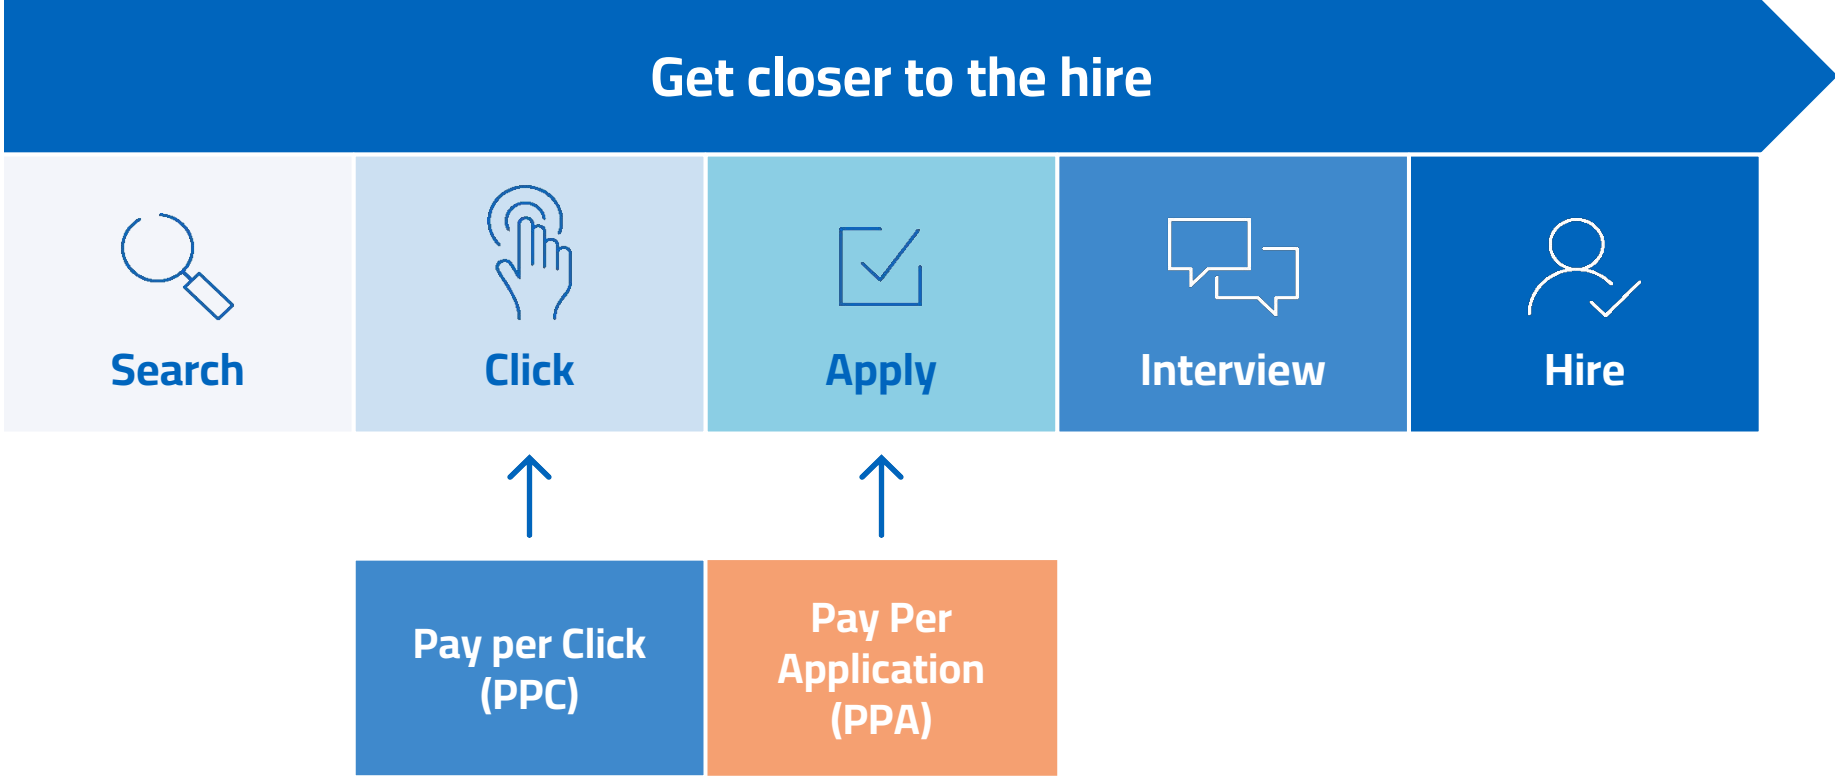 Get closer to the hire
Search
Click
Apply
Interview
Hire
Pay per Click
(PPC)
Pay Per
Application
(PPA)